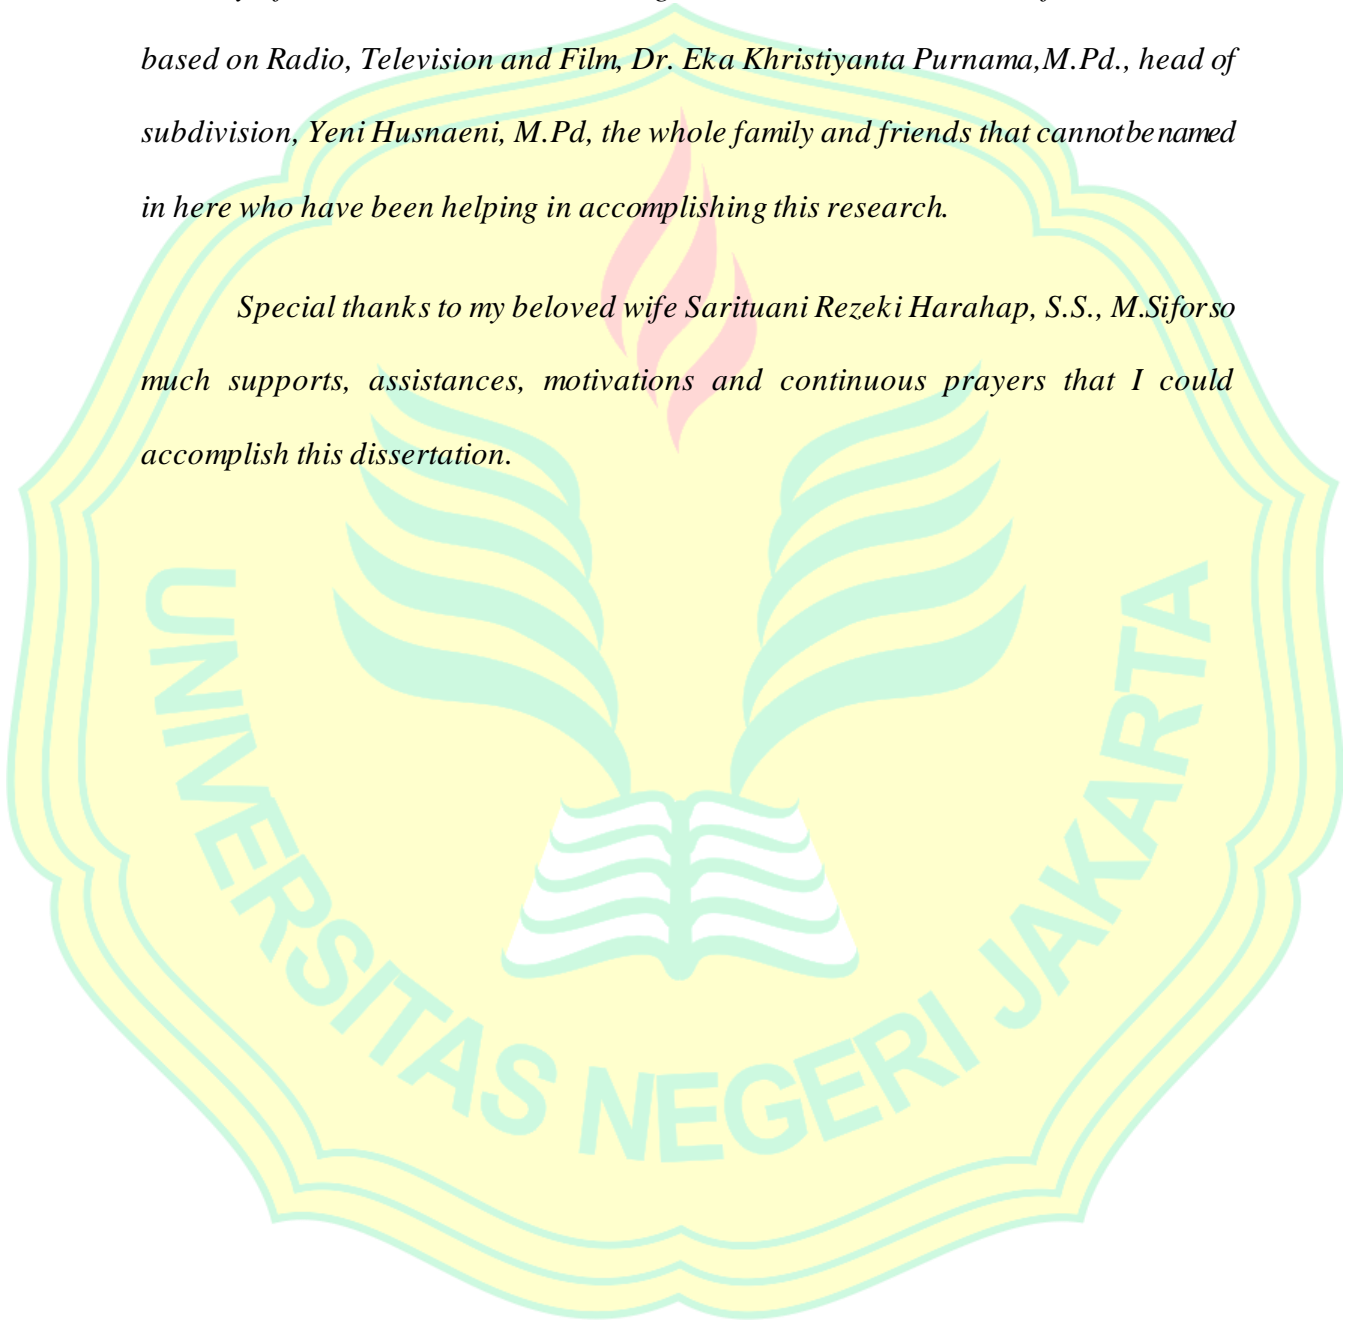 based on Radio, Television and Film, Dr. Eka Khristiyanta Purnama,M.Pd., head of
subdivision, Yeni Husnaeni, M.Pd, the whole family and friends that cannotbenamed
in here who have been helping in accomplishing this research.
Special thanks to my beloved wife Sarituani Rezeki Harahap, S.S., M.Siforso
much supports, assistances, motivations and continuous prayers that I could
accomplish this dissertation.
UNIVERSITAS NEGERI JAKARTA